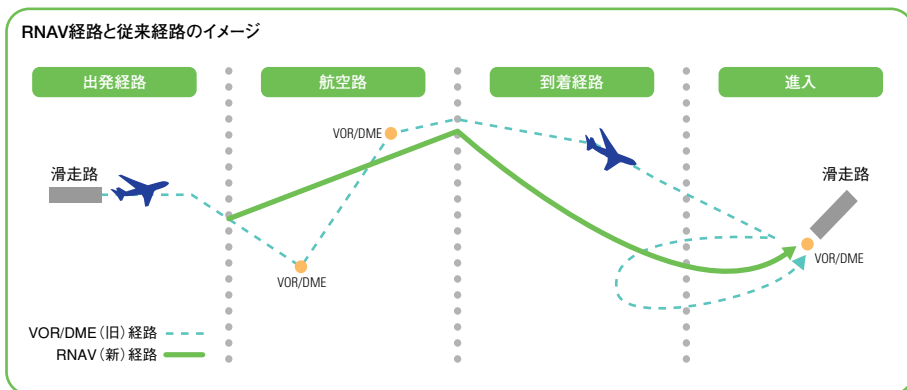 RNAV経路と従来経路のイメージ
出発経路
航空路
到着経路
進入
VOR/DME
滑走路
滑走路
VOR/DME
VOR/DME
VOR/DME（旧）経路
RNAV（新）経路